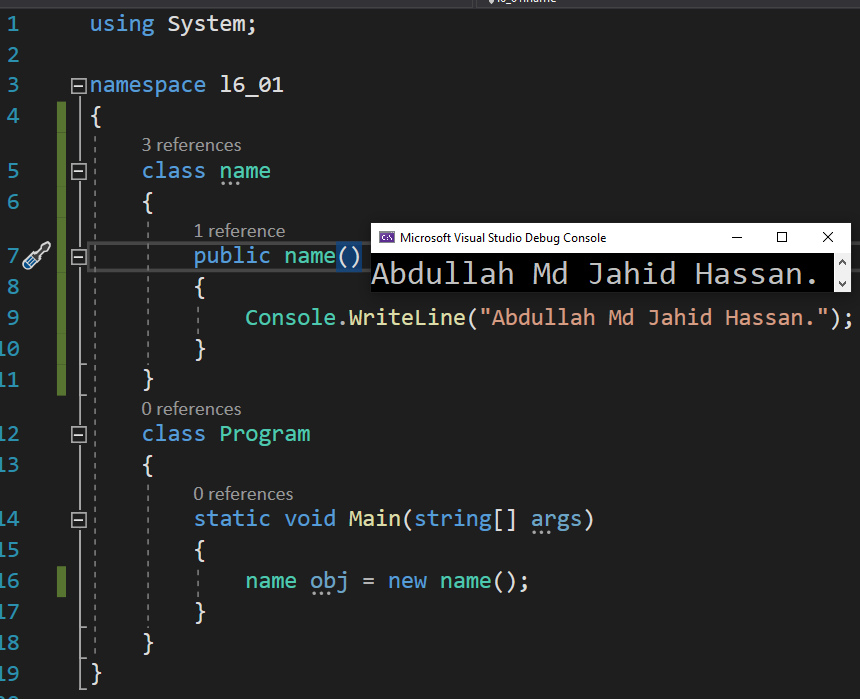 1 using System;
2
3 namespace l6_01
4 {
3 references
5 class name
6 {
1 reference
7 public name()
Microsoft Visual Studio Debug Console
Abdullah Md Jahid Hassan.
8 {
9 Console.WriteLine("Abdullah Md Jahid Hassan.");
10 }
11 }
0 references
12 class Program
13 {
0 references
14 static void Main(string[] args)
15 {
16 name obj = new name();
17 }
18 }
19 }